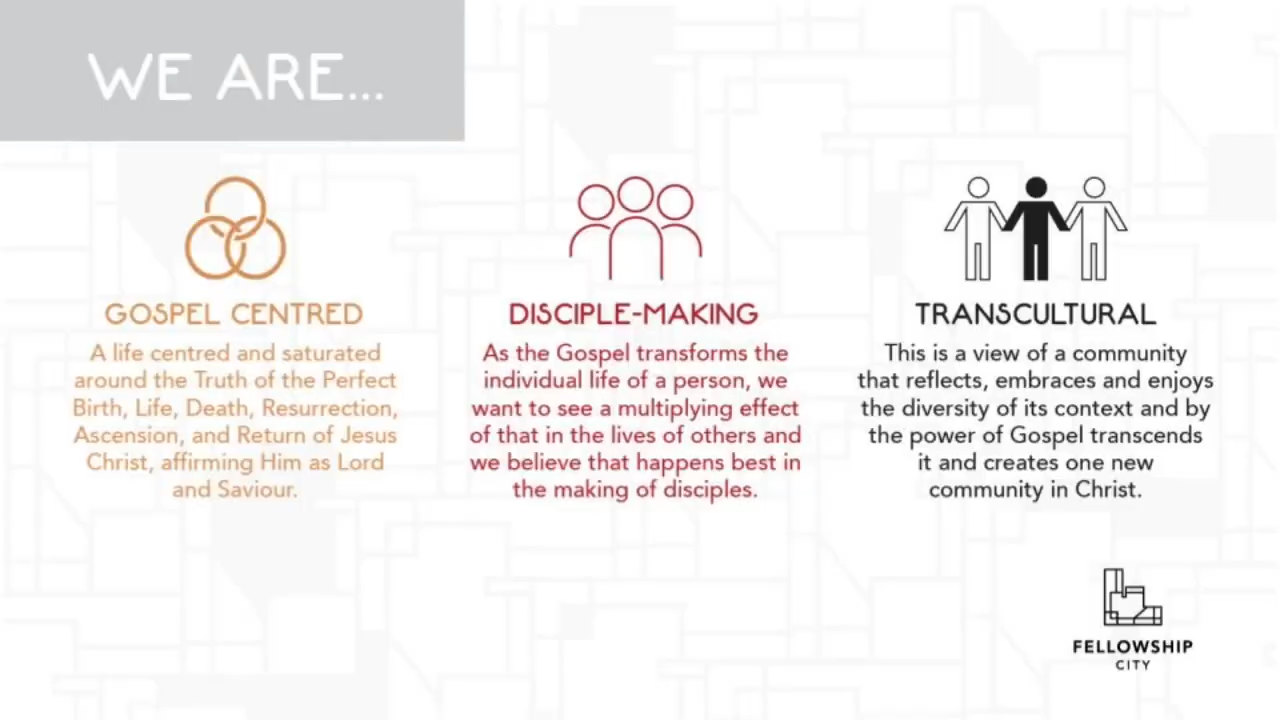 WE ARE...
GOSPEL CENTRED
A life centred and saturated
around the Truth of the Perfect
Birth, Life, Death, Resurrection,
Ascension, and Return of Jesus
Christ, affirming Him as Lord
and Saviour.
DISCIPLE-MAKING
As the Gospel transforms the
individual life of a person, we
want to see a multiplying effect
of that in the lives of others and
we believe that happens best in
the making of disciples.
TRANSCULTURAL
This is a view of a community
that reflects, embraces and enjoys
the diversity of its context and by
the power of Gospel transcends
it and creates one new
community in Christ.
FELLOWSHIP
CITY